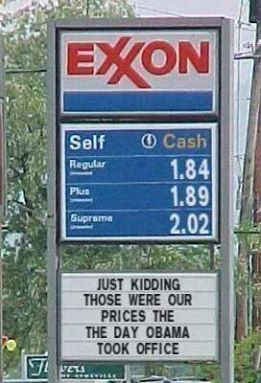 EXXON
Self Cash
Regular 1.84
Plus 1.89
Supreme 2.02
JUST KIDDING
THOSE WERE OUR
PRICES THE
THE DAY OBAMA
TOOK OFFICE